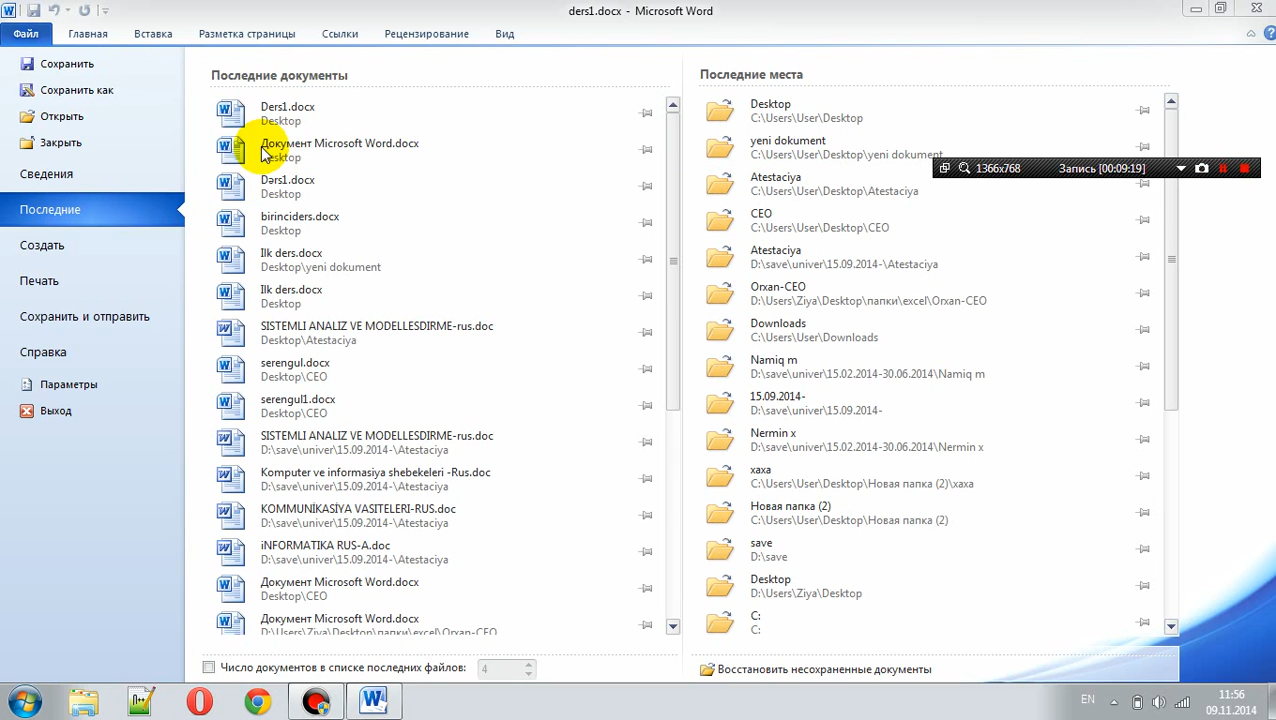 ders1.docx - Microsoft Word
Файл
Главная
Вставка
Разметка страницы
Ссылки
Рецензирование
Вид
Сохранить
Сохранить как
Открыть
Закрыть
Сведения
Последние
Создать
Печать
Сохранить и отправить
Справка
Параметры
Выход
Последние документы
Ders1.docx
Desktop
Документ Microsoft Word.docx
Desktop
Dərs1.docx
Desktop
birinciders.docx
Desktop
Ilk ders.docx
Desktop\yeni dokument
Ilk ders.docx
Desktop
SISTEMLI ANALIZ VE MODELLESDIRME-rus.doc
Desktop\Atestaciya
serengul.docx
Desktop\CEO
serengul1.docx
Desktop\CEO
SISTEMLI ANALIZ VE MODELLESDIRME-rus.doc
D:\save\univer\15.09.2014-\Atestaciya
Komputer ve informasiya shebekeleri -Rus.doc
D:\save\univer\15.09.2014-\Atestaciya
KOMMUNİKASİYA VASITELERI-RUS.doc
D:\save\univer\15.09.2014-\Atestaciya
iNFORMATIKA RUS-A.doc
D:\save\univer\15.09.2014-\Atestaciya
Документ Microsoft Word.docx
Desktop\CEO
Документ Microsoft Word.docx
D:\Users\Ziya\Desktop\папки\excel\Orxan-CEO
Число документов в списке последних файлов: 4
Последние места
Desktop
C:\Users\User\Desktop
yeni dokument
C:\Users\User\Desktop\yeni dokument
1366x768 Запись [00:09:19]
Atestaciya
C:\Users\User\Desktop\Atestaciya
CEO
C:\Users\User\Desktop\CEO
Atestaciya
D:\save\univer\15.09.2014-\Atestaciya
Orxan-CEO
D:\Users\Ziya\Desktop\папки\excel\Orxan-CEO
Downloads
C:\Users\User\Downloads
Namiq m
D:\save\univer\15.02.2014-30.06.2014\Namiq m
15.09.2014-
D:\save\univer\15.09.2014-
Nermin x
D:\save\univer\15.02.2014-30.06.2014\Nermin x
xaxa
C:\Users\User\Desktop\Новая папка (2)\xaxa
Новая папка (2)
C:\Users\User\Desktop\Новая папка (2)
save
D:\save
Desktop
D:\Users\Ziya\Desktop
C:
C:
Восстановить несохраненные документы
EN
11:56
09.11.2014